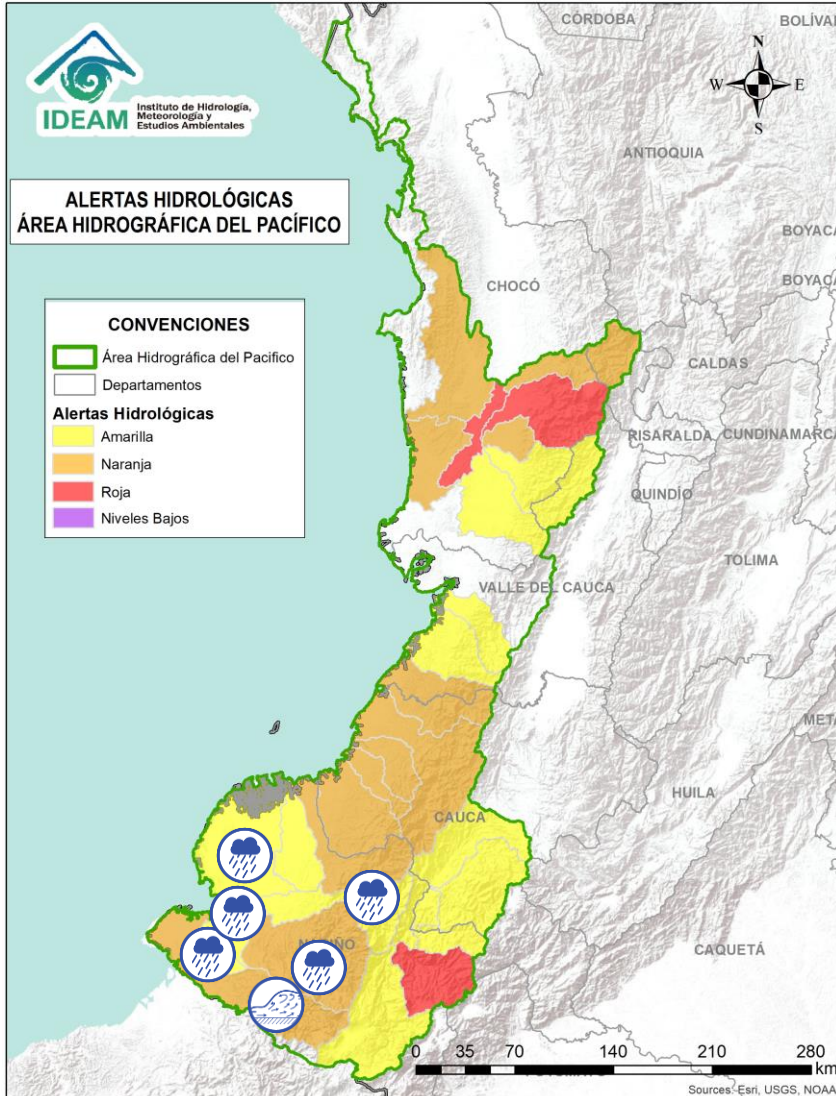 CÓRDOBA
BOLÍVAR
N
W
E
S
IDEAM
Instituto de Hidrología,
Meteorología y
Estudios Ambientales
ANTIOQUIA
ALERTAS HIDROLÓGICAS
ÁREA HIDROGRÁFICA DEL PACÍFICO
BOYACÁ
BOYACÁ
CHOCÓ
CONVENCIONES
Área Hidrográfica del Pacifico
Departamentos
Alertas Hidrológicas
Amarilla
Naranja
Roja
Niveles Bajos
CALDAS
RISARALDA
CUNDINAMARCA
QUINDÍO
TOLIMA
VALLE DEL CAUCA
META
HUILA
CAUCA
NARIÑO
CAQUETÁ
0 35 70 140 210 280
km
Sources: Esri, USGS, NOAA